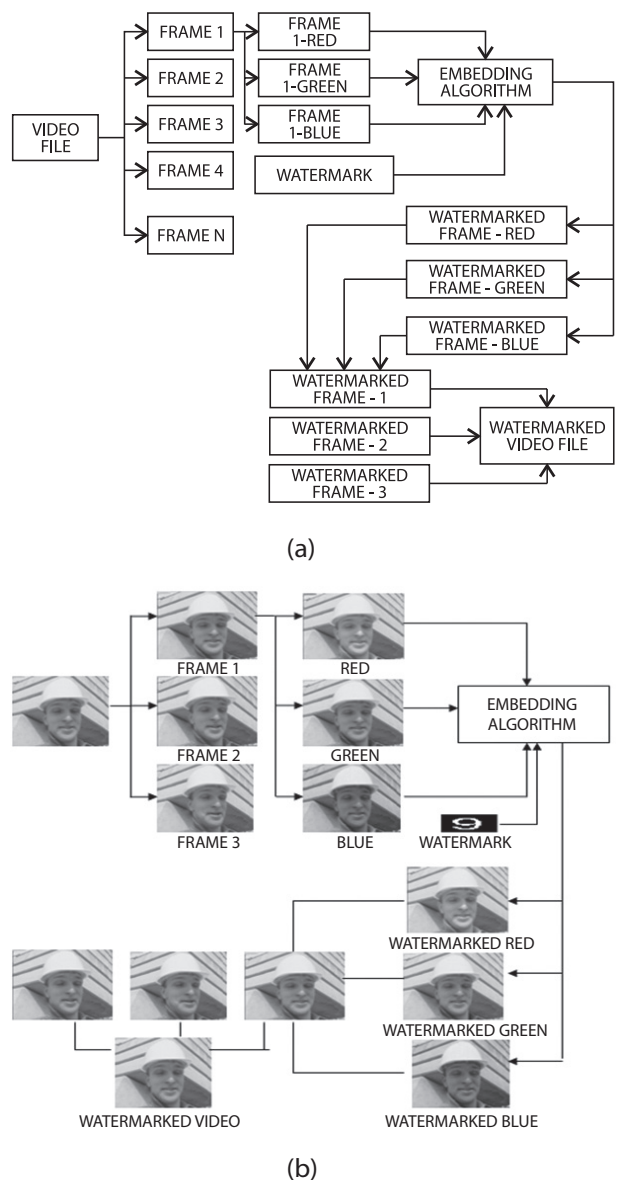 FRAME 1
FRAME
1-RED
FRAME 2
FRAME
1-GREEN
EMBEDDING
ALGORITHM
VIDEO
FILE
FRAME 3
FRAME
1-BLUE
FRAME 4
WATERMARK
FRAME N
WATERMARKED
FRAME - RED
WATERMARKED
FRAME - GREEN
WATERMARKED
FRAME - BLUE
WATERMARKED
FRAME - 1
WATERMARKED
FRAME - 2
WATERMARKED
VIDEO FILE
WATERMARKED
FRAME - 3
(a)
FRAME 1
RED
EMBEDDING
ALGORITHM
FRAME 2
GREEN
9
FRAME 3
BLUE
WATERMARK
WATERMARKED RED
WATERMARKED GREEN
WATERMARKED VIDEO
WATERMARKED BLUE
(b)